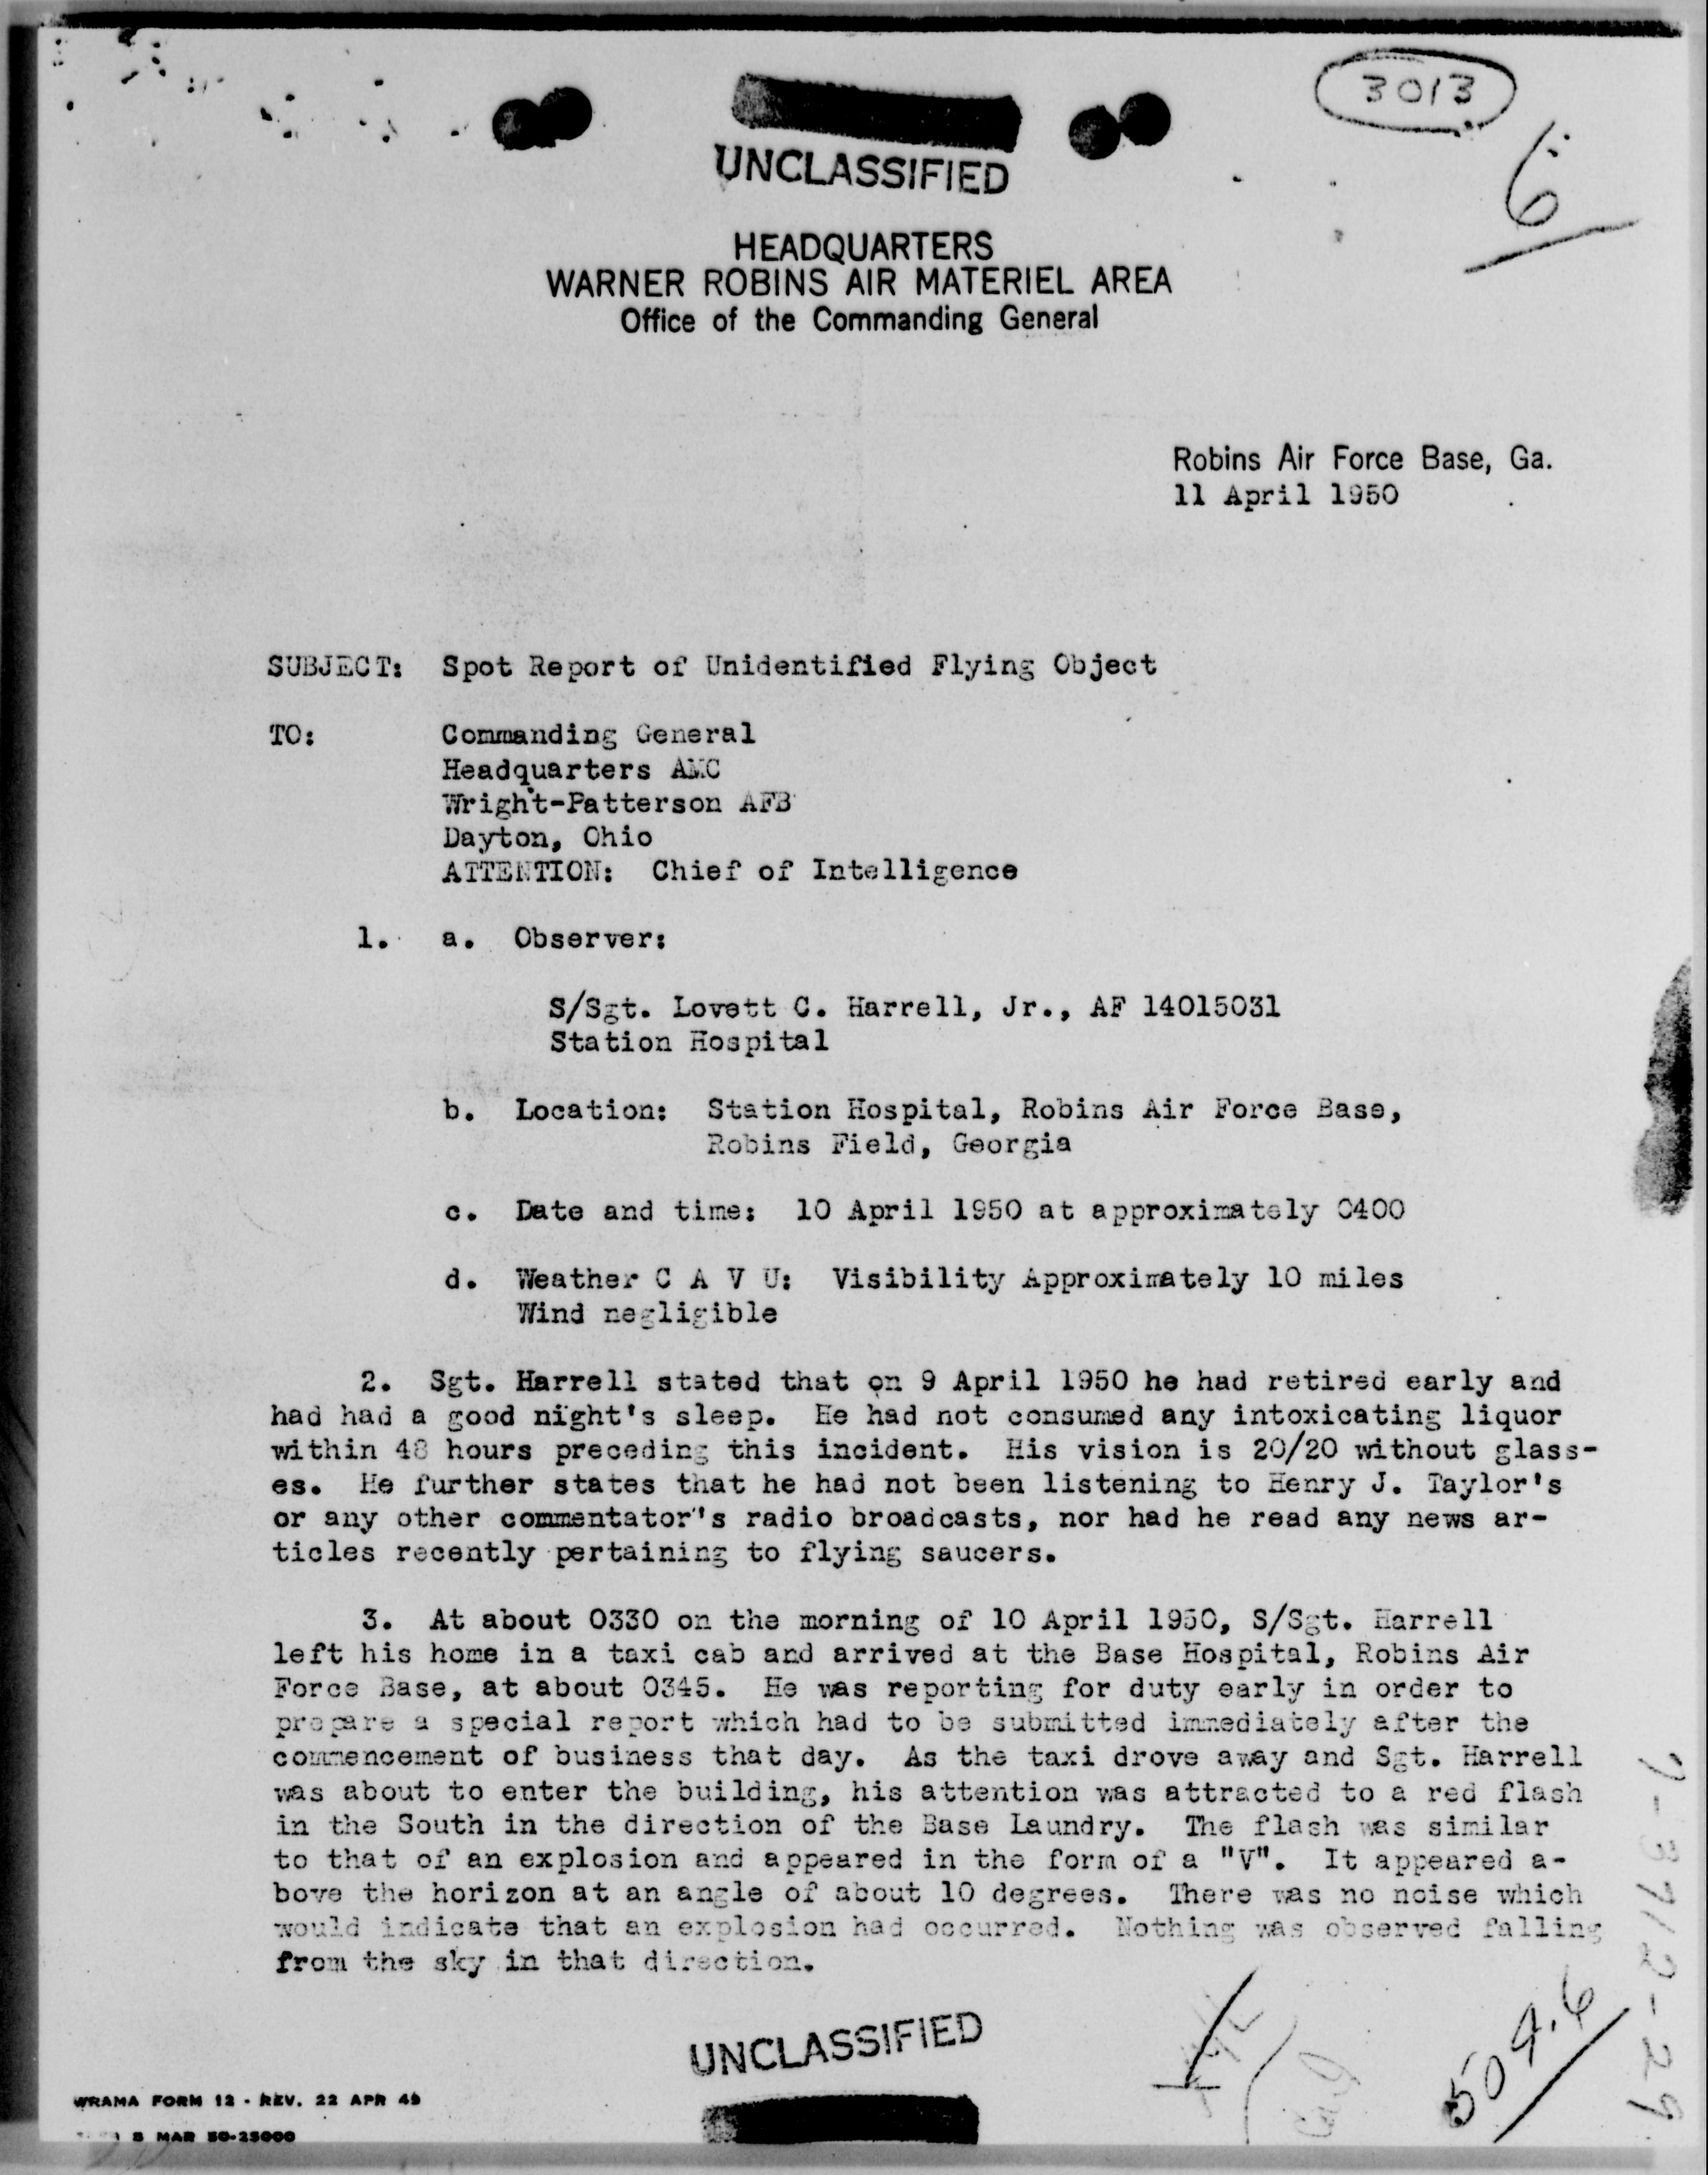 3013
6
UNCLASSIFIED
HEADQUARTERS
WARNER ROBINS AIR MATERIEL AREA
Office of the Commanding General
Robins Air Force Base, Ga.
11 April 1950
SUBJECT: Spot Report of Unidentified Flying Object
TO: Commanding General
Headquarters AMC
Wright-Patterson AFB
Dayton, Ohio
ATTENTION: Chief of Intelligence
1. a. Observer:
S/Sgt. Lovett C. Harrell, Jr., AF 14015031
Station Hospital
b. Location: Station Hospital, Robins Air Force Base,
Robins Field, Georgia
c. Date and time: 10 April 1950 at approximately 0400
d. Weather C A V U: Visibility Approximately 10 miles
Wind negligible
2. Sgt. Harrell stated that on 9 April 1950 he had retired early and
had had a good night's sleep. He had not consumed any intoxicating liquor
within 48 hours preceding this incident. His vision is 20/20 without glass-
es. He further states that he had not been listening to Henry J. Taylor's
or any other commentator's radio broadcasts, nor had he read any news ar-
ticles recently pertaining to flying saucers.
3. At about 0330 on the morning of 10 April 1950, S/Sgt. Harrell
left his home in a taxi cab and arrived at the Base Hospital, Robins Air
Force Base, at about 0345. He was reporting for duty early in order to
prepare a special report which had to be submitted immediately after the
commencement of business that day. As the taxi drove away and Sgt. Harrell
was about to enter the building, his attention was attracted to a red flash
in the South in the direction of the Base Laundry. The flash was similar
to that of an explosion and appeared in the form of a "V". It appeared a-
bove the horizon at an angle of about 10 degrees. There was no noise which
would indicate that an explosion had occurred. Nothing was observed falling
from the sky in that direction.
UNCLASSIFIED
WRAMA FORM 12 - REV. 22 APR 49
8 MAR 50-25000